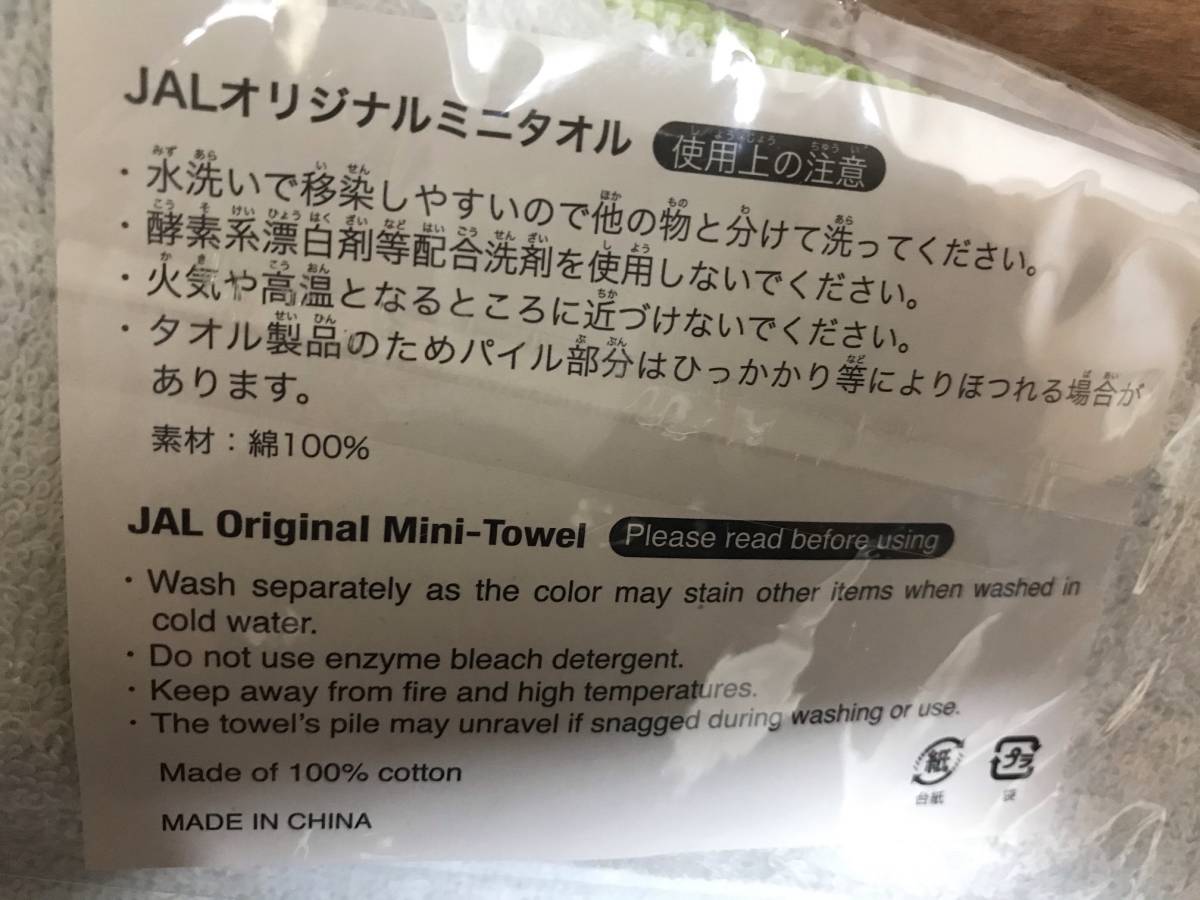 JALオリジナルミニタオル 使用上の注意
・水洗いで移染しやすいので他の物と分けて洗ってください。
・酵素系漂白剤等配合洗剤を使用しないでください。
・火気や高温となるところに近づけないでください。
・タオル製品のためパイル部分はひっかかり等によりほつれる場合が
あります。
素材：綿100%
JAL Original Mini-Towel Please read before using
・Wash separately as the color may stain other items when washed in
cold water.
・Do not use enzyme bleach detergent.
・Keep away from fire and high temperatures.
・The towel's pile may unravel if snagged during washing or use.
Made of 100% cotton
紙 プラ
台紙 袋
MADE IN CHINA